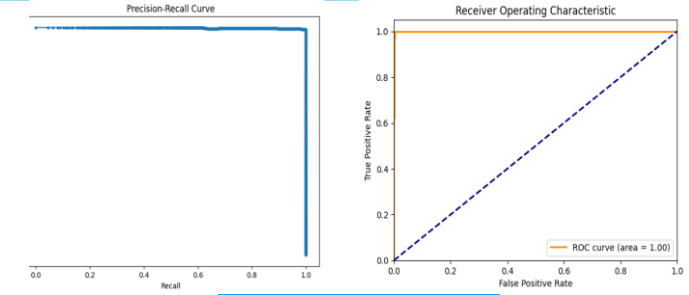 Precision-Recall Curve
0.0 0.2 0.4 0.6 0.8 1.0
Recall
Receiver Operating Characteristic
1.0
0.8
0.6
0.4
0.2
0.0
True Positive Rate
ROC curve (area = 1.00)
0.0 0.2 0.4 0.6 0.8 1.0
False Positive Rate